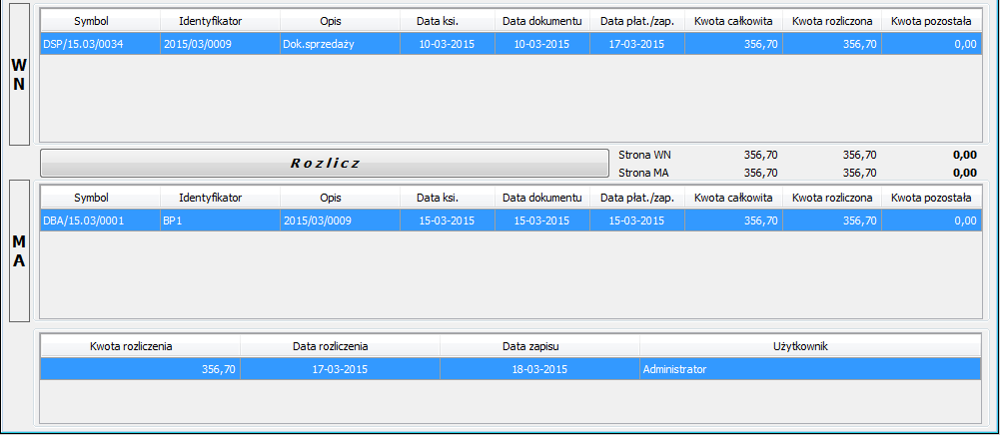 WN
Symbol Identyfikator Opis Data ksi. Data dokumentu Data płat./zap. Kwota całkowita Kwota rozliczona Kwota pozostała
DSP/15.03/0034 2015/03/0009 Dok.sprzedaży 10-03-2015 10-03-2015 17-03-2015 356,70 356,70 0,00
Rozlicz
Strona WN 356,70 356,70 0,00
Strona MA 356,70 356,70 0,00
MA
Symbol Identyfikator Opis Data ksi. Data dokumentu Data płat./zap. Kwota całkowita Kwota rozliczona Kwota pozostała
DBA/15.03/0001 BP1 2015/03/0009 15-03-2015 15-03-2015 15-03-2015 356,70 356,70 0,00
Kwota rozliczenia Data rozliczenia Data zapisu Użytkownik
356,70 17-03-2015 18-03-2015 Administrator